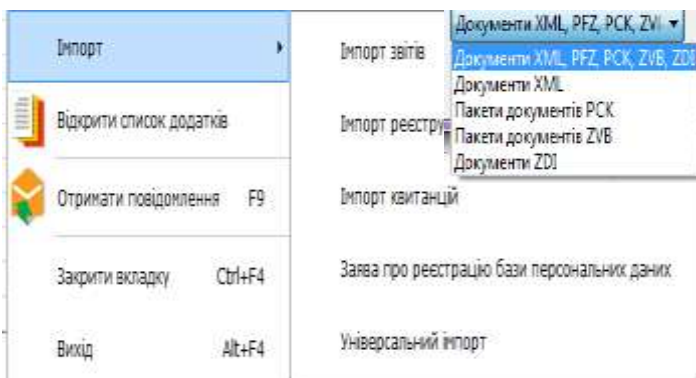 Імпорт
Відкрити список додатків
Отримати повідомлення F9
Закрити вкладку Ctrl+F4
Вихід Alt+F4
Імпорт звітів
Імпорт реєстру
Імпорт квитанцій
Заява про реєстрацію бази персональних даних
Універсальний імпорт
Документи XML, PFZ, PCK, ZVI
Документи XML, PFZ, PCK, ZVB, ZDI
Документи XML
Пакети документів PCK
Пакети документів ZVB
Документи ZDI